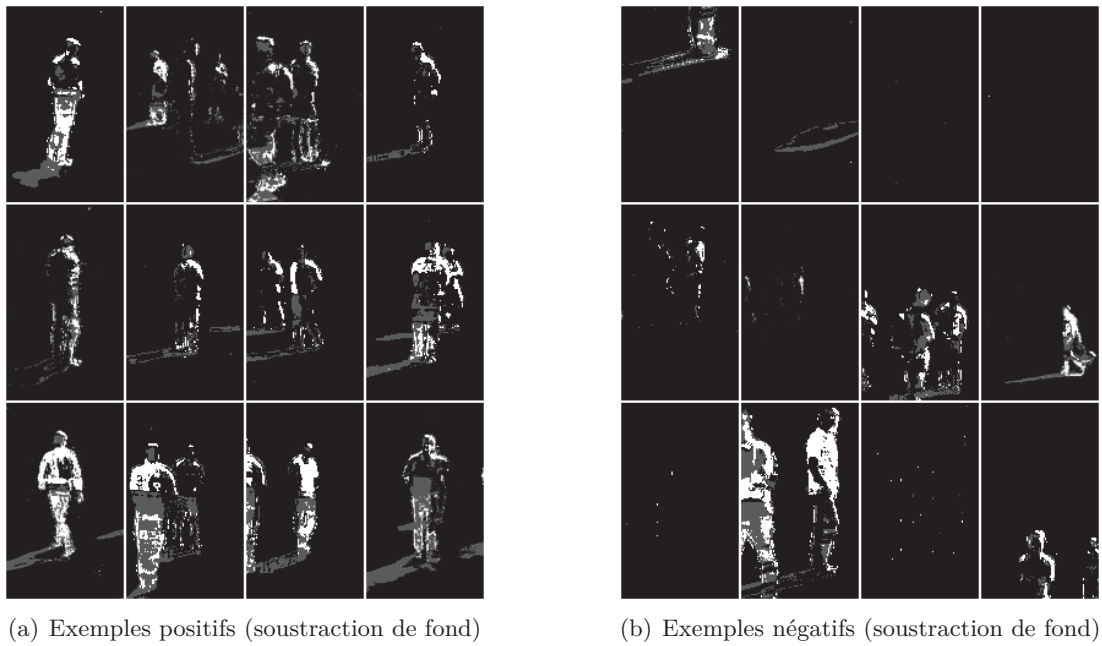 (a) Exemples positifs (soustraction de fond)
(b) Exemples négatifs (soustraction de fond)